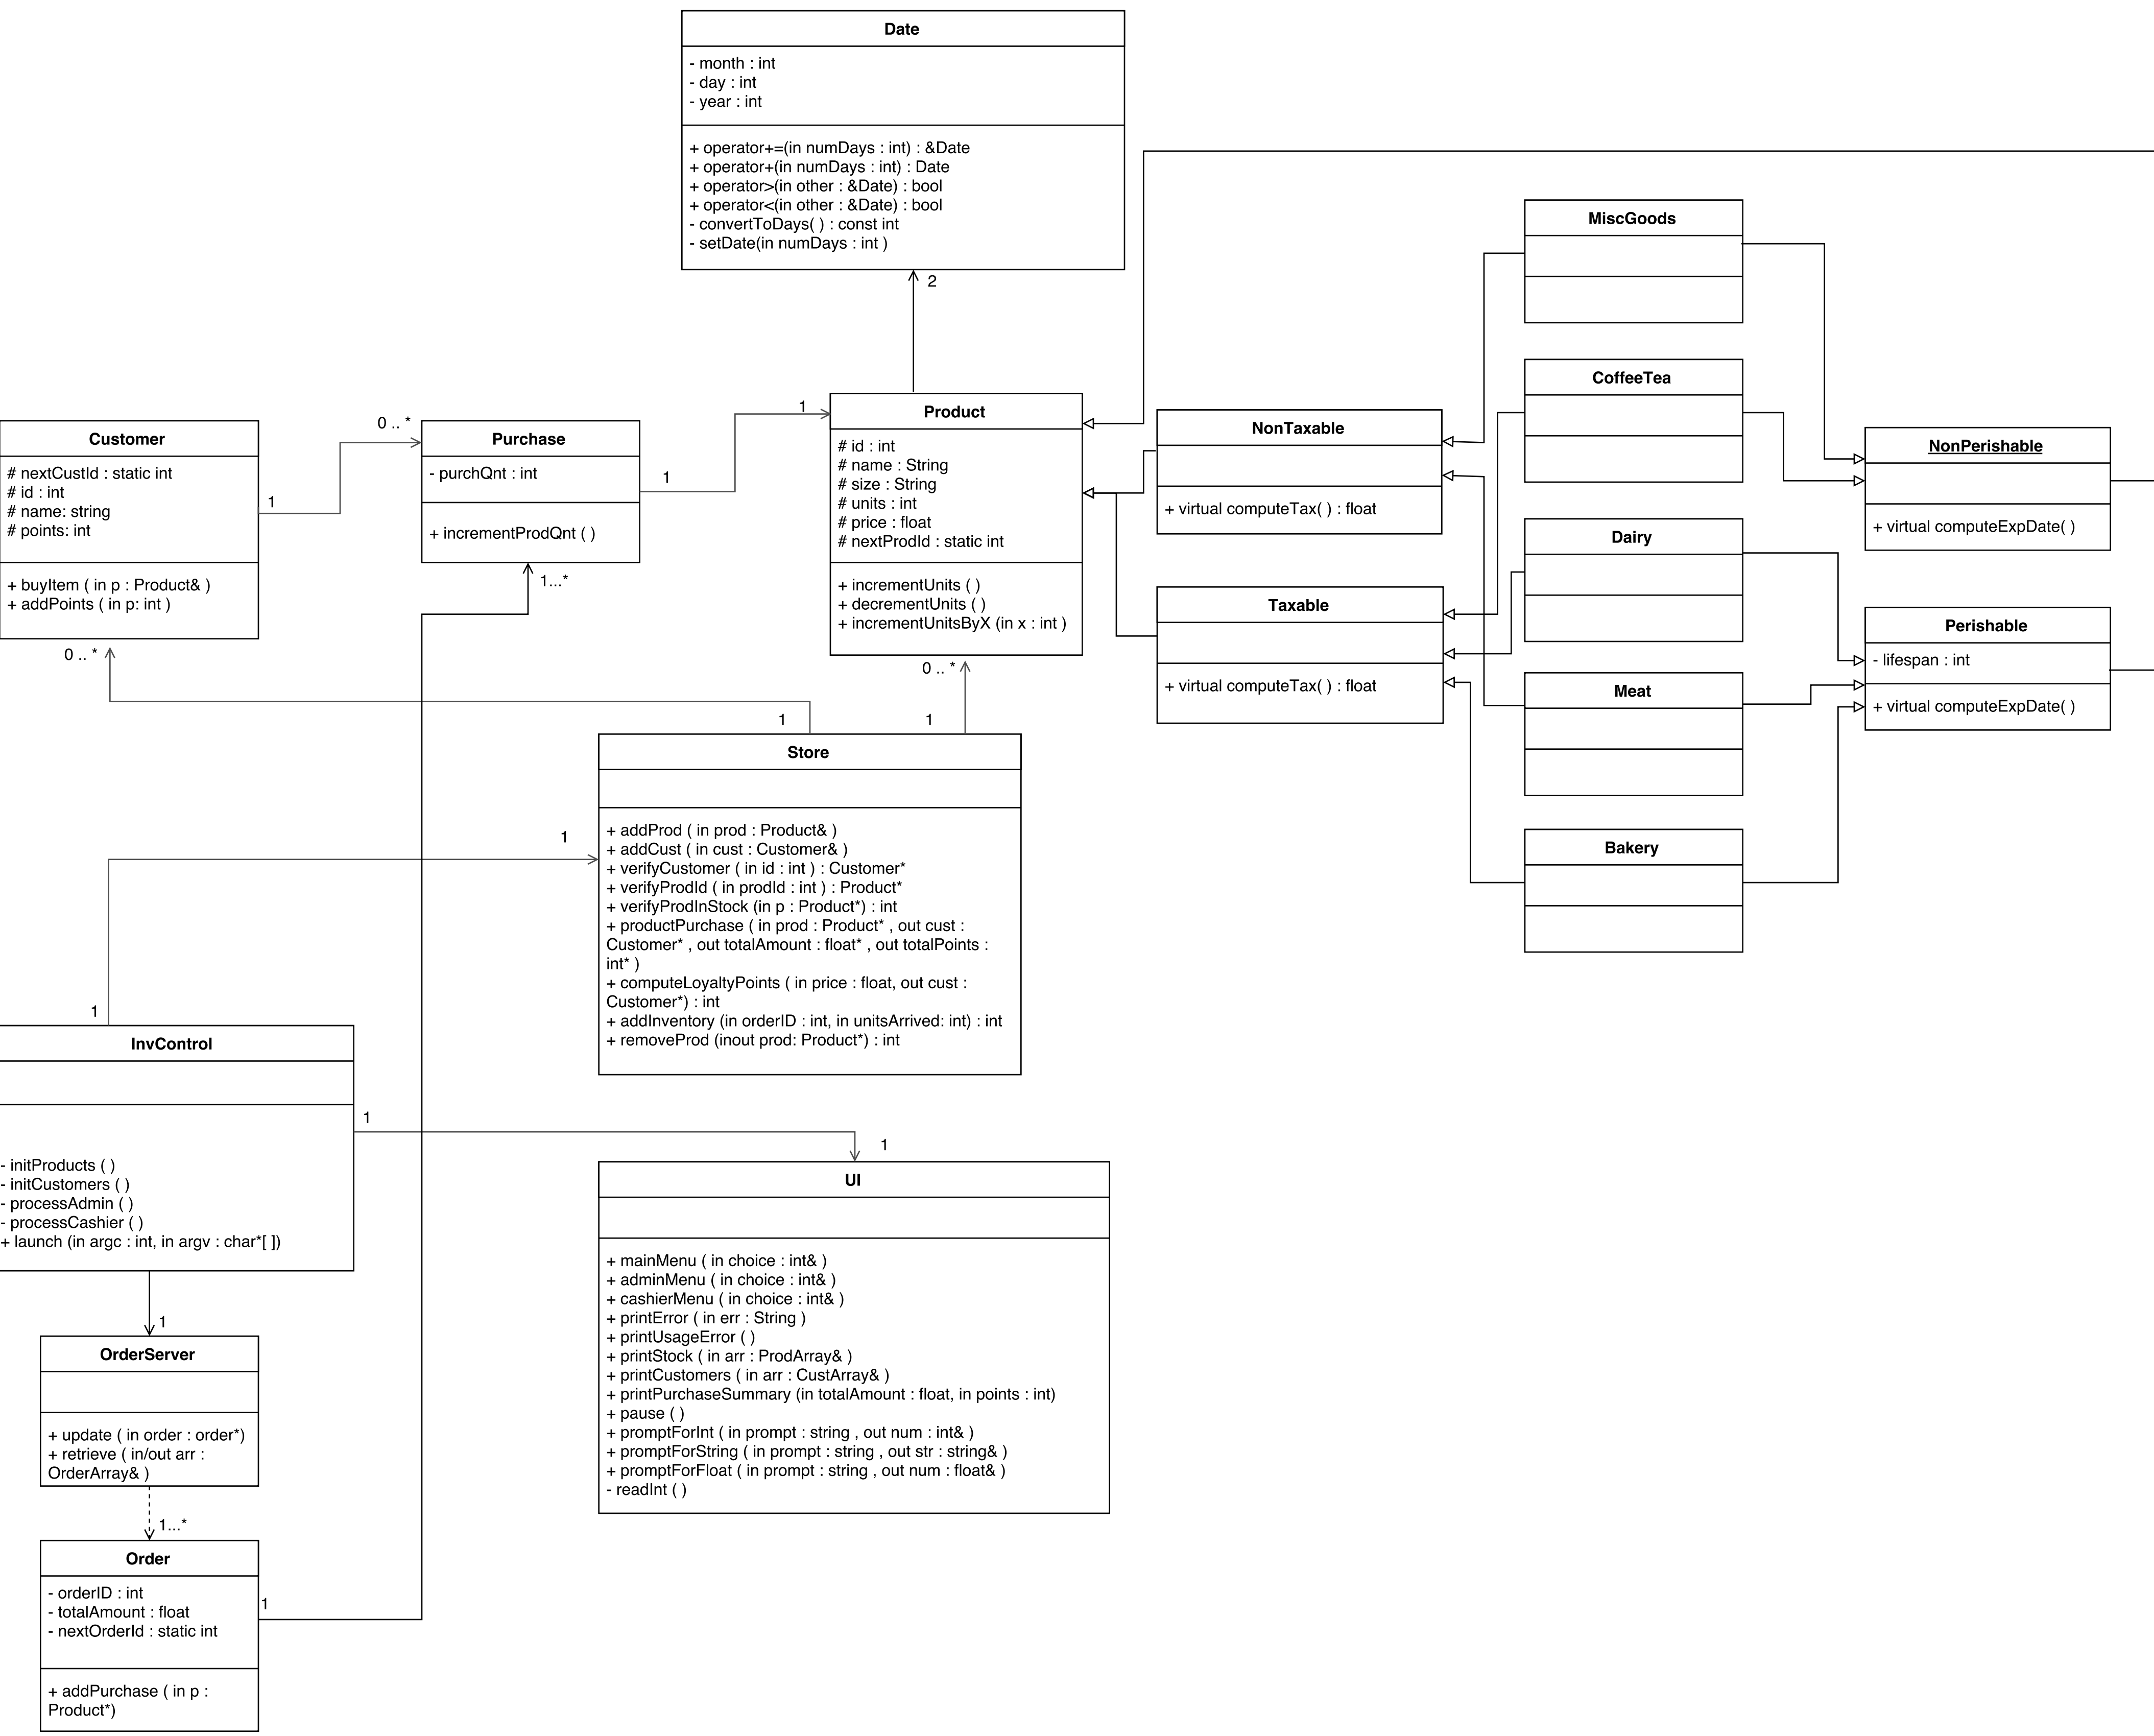 Date
- month : int
- day : int
- year : int
+ operator+=(in numDays : int) : &Date
+ operator+(in numDays : int) : Date
+ operator>(in other : &Date) : bool
+ operator<(in other : &Date) : bool
- convertToDays( ) : const int
- setDate(in numDays : int )
2
Customer
# nextCustId : static int
# id : int
# name: string
# points: int
+ buyItem ( in p : Product& )
+ addPoints ( in p: int )
1
0 .. *
0 .. *
Purchase
- purchQnt : int
+ incrementProdQnt ( )
1
1
1...*
Product
# id : int
# name : String
# size : String
# units : int
# price : float
# nextProdId : static int
+ incrementUnits ( )
+ decrementUnits ( )
+ incrementUnitsByX (in x : int )
0 .. *
NonTaxable
+ virtual computeTax( ) : float
Taxable
+ virtual computeTax( ) : float
MiscGoods
CoffeeTea
Dairy
Meat
Bakery
NonPerishable
+ virtual computeExpDate( )
Perishable
- lifespan : int
+ virtual computeExpDate( )
1
1
Store
+ addProd ( in prod : Product& )
+ addCust ( in cust : Customer& )
+ verifyCustomer ( in id : int ) : Customer*
+ verifyProdId ( in prodId : int ) : Product*
+ verifyProdInStock (in p : Product*) : int
+ productPurchase ( in prod : Product* , out cust :
Customer* , out totalAmount : float* , out totalPoints :
int* )
+ computeLoyaltyPoints ( in price : float, out cust :
Customer*) : int
+ addInventory (in orderID : int, in unitsArrived: int) : int
+ removeProd (inout prod: Product*) : int
1
1
InvControl
- initProducts ( )
- initCustomers ( )
- processAdmin ( )
- processCashier ( )
+ launch (in argc : int, in argv : char*[ ])
1
1
UI
+ mainMenu ( in choice : int& )
+ adminMenu ( in choice : int& )
+ cashierMenu ( in choice : int& )
+ printError ( in err : String )
+ printUsageError ( )
+ printStock ( in arr : ProdArray& )
+ printCustomers ( in arr : CustArray& )
+ printPurchaseSummary (in totalAmount : float, in points : int)
+ pause ( )
+ promptForInt ( in prompt : string , out num : int& )
+ promptForString ( in prompt : string , out str : string& )
+ promptForFloat ( in prompt : string , out num : float& )
- readInt ( )
1
OrderServer
+ update ( in order : order*)
+ retrieve ( in/out arr :
OrderArray& )
1...*
Order
- orderID : int
- totalAmount : float
- nextOrderId : static int
+ addPurchase ( in p :
Product*)
1